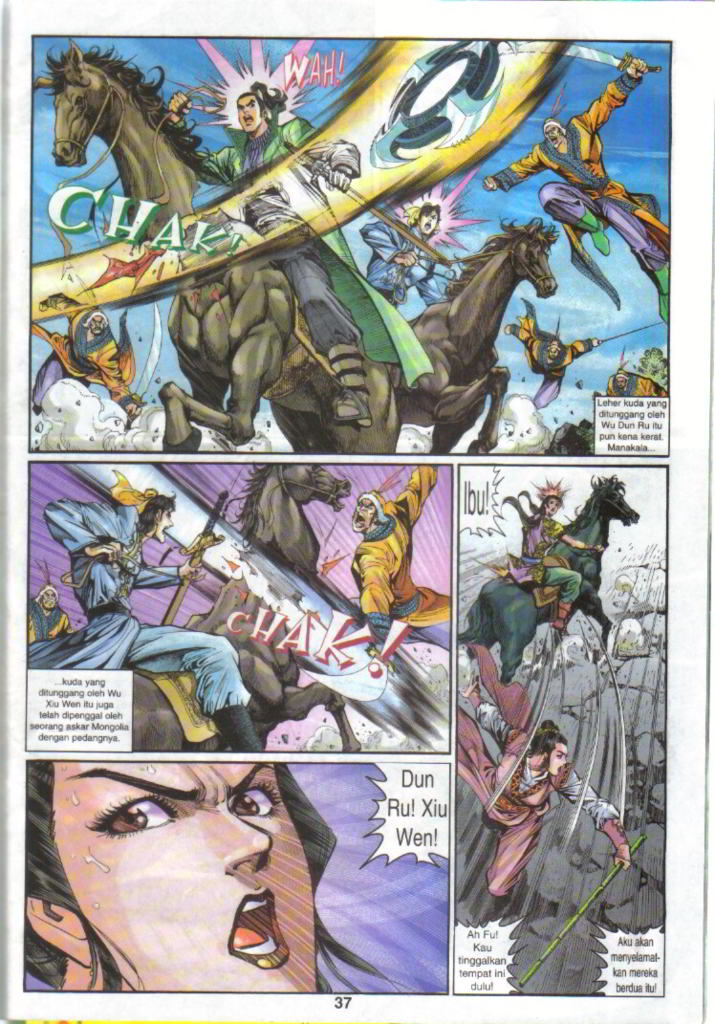 WAH!
CHAK!
Leher kuda yang
ditunggang oleh
Wu Dun Ru itu
pun kena kerat.
Manakala...
CHAK!
...kuda yang
ditunggang oleh Wu
Xiu Wen itu juga
telah dipenggal oleh
seorang askar Mongolia
dengan pedangnya.
Ibu!
Dun
Ru! Xiu
Wen!
Ah Fu!
Kau
tinggalkan
tempat ini
dulu!
Aku akan
menyelamat-
kan mereka
berdua itu!
37